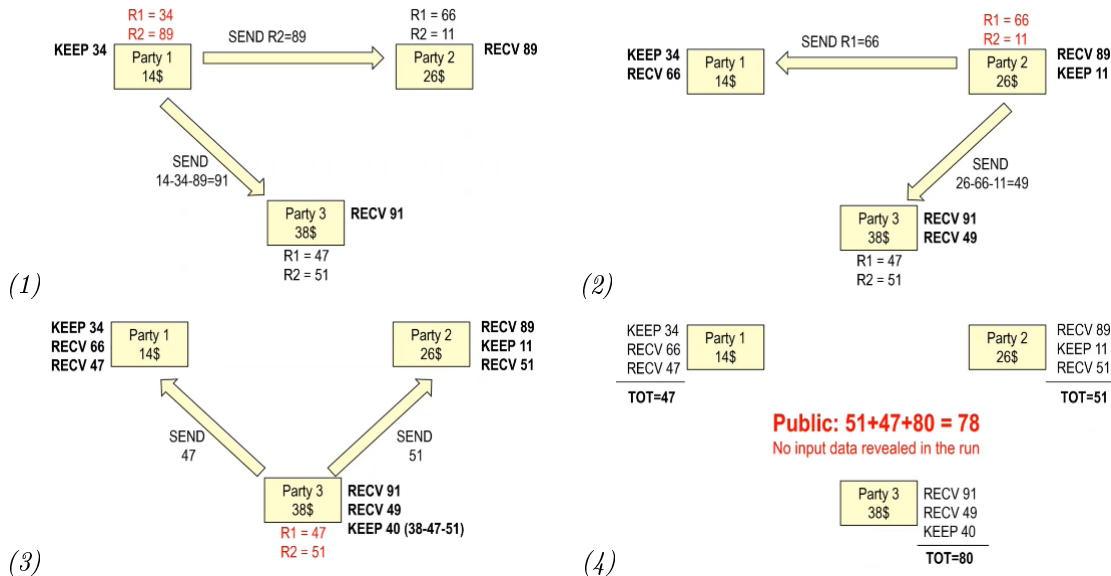 R1 = 34
R2 = 89
KEEP 34
Party 1
14$
SEND R2=89
R1 = 66
R2 = 11
Party 2
26$
RECV 89
SEND
14-34-89=91
Party 3
38$
RECV 91
R1 = 47
R2 = 51
(1)
KEEP 34
RECV 66
Party 1
14$
SEND R1=66
R1 = 66
R2 = 11
Party 2
26$
RECV 89
KEEP 11
SEND
26-66-11=49
Party 3
38$
RECV 91
RECV 49
R1 = 47
R2 = 51
(2)
KEEP 34
RECV 66
RECV 47
Party 1
14$
Party 2
26$
RECV 89
KEEP 11
RECV 51
SEND
47
SEND
51
Party 3
38$
RECV 91
RECV 49
KEEP 40 (38-47-51)
R1 = 47
R2 = 51
(3)
KEEP 34
RECV 66
RECV 47
TOT=47
Party 1
14$
Party 2
26$
RECV 89
KEEP 11
RECV 51
TOT=51
Public: 51+47+80 = 78
No input data revealed in the run
Party 3
38$
RECV 91
RECV 49
KEEP 40
TOT=80
(4)